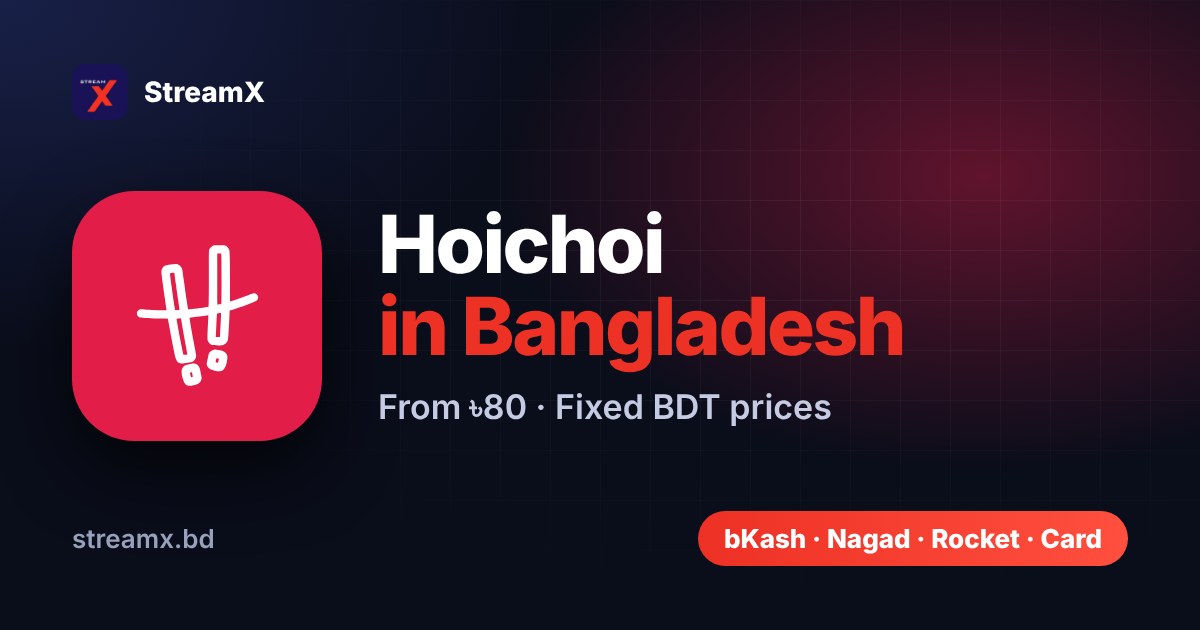 STREAM X
StreamX
Hoichoi
in Bangladesh
From ৳80 · Fixed BDT prices
streamx.bd
bKash · Nagad · Rocket · Card